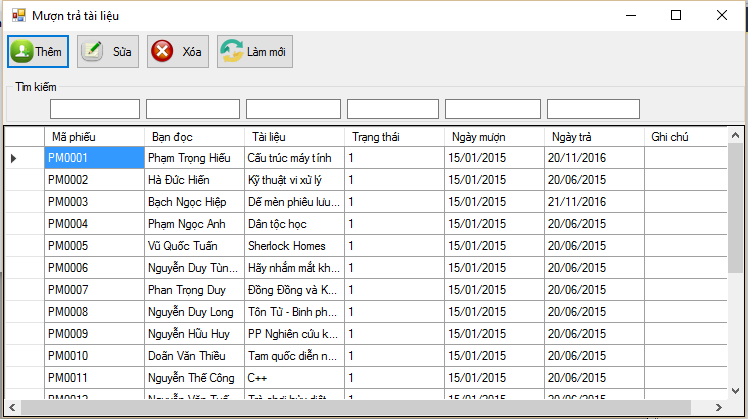 Mượn trả tài liệu
Thêm Sửa Xóa Làm mới
Tìm kiếm
Mã phiếu Bạn đọc Tài liệu Trạng thái Ngày mượn Ngày trả Ghi chú
PM0001 Phạm Trọng Hiếu Cấu trúc máy tính 1 15/01/2015 20/11/2016
PM0002 Hà Đức Hiến Kỹ thuật vi xử lý 1 15/01/2015 20/06/2015
PM0003 Bạch Ngọc Hiệp Dế mèn phiêu lưu... 1 15/01/2015 21/11/2016
PM0004 Phạm Ngọc Anh Dân tộc học 1 15/01/2015 20/06/2015
PM0005 Vũ Quốc Tuấn Sherlock Homes 1 15/01/2015 20/06/2015
PM0006 Nguyễn Duy Tùn... Hãy nhắm mắt kh... 1 15/01/2015 20/06/2015
PM0007 Phan Trọng Duy Đồng Đồng và K... 1 15/01/2015 20/06/2015
PM0008 Nguyễn Duy Long Tôn Tử - Binh ph... 1 15/01/2015 20/06/2015
PM0009 Nguyễn Hữu Huy PP Nghiên cứu k... 1 15/01/2015 20/06/2015
PM0010 Doãn Văn Thiều Tam quốc diễn n... 1 15/01/2015 20/06/2015
PM0011 Nguyễn Thế Công C++ 1 15/01/2015 20/06/2015